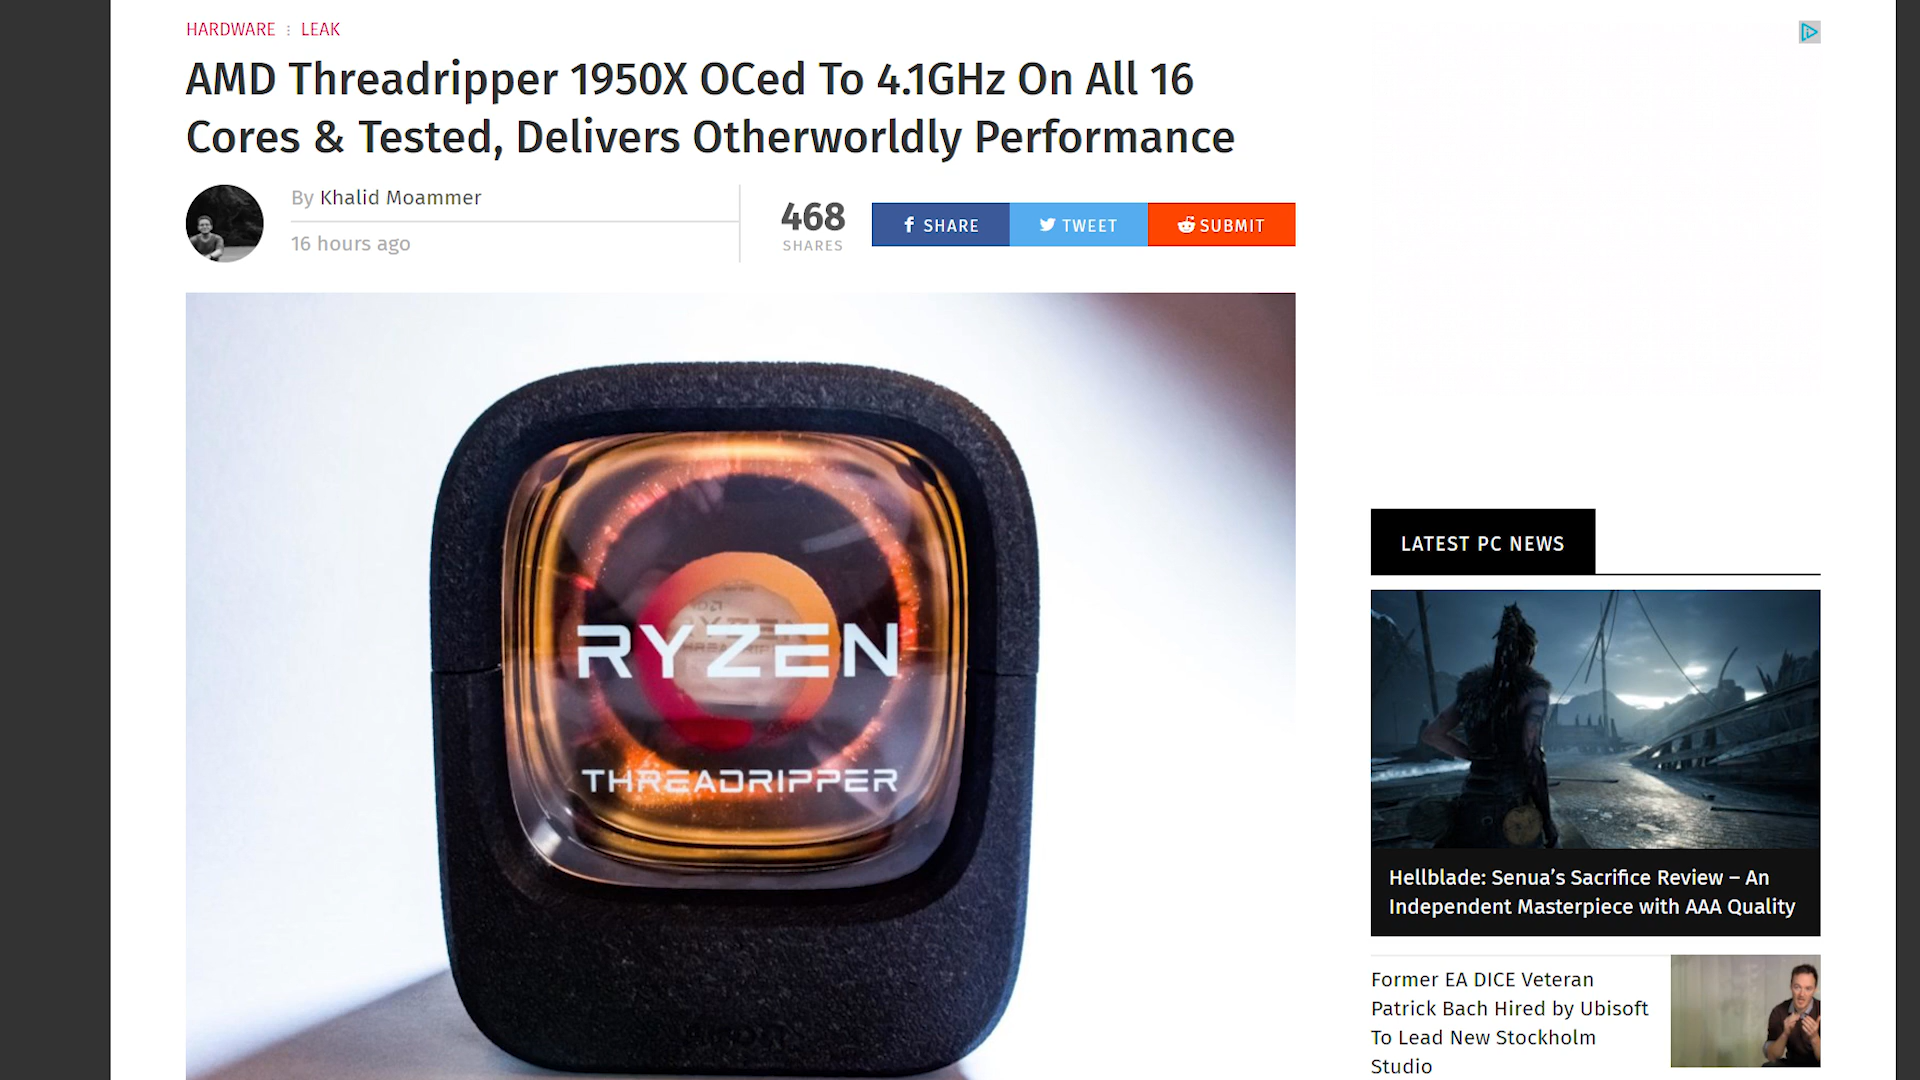 HARDWARE ⋮ LEAK
AMD Threadripper 1950X OCed To 4.1GHz On All 16
Cores & Tested, Delivers Otherworldly Performance
By Khalid Moammer
16 hours ago
468
SHARES
SHARE
TWEET
SUBMIT
RYZEN
THREADRIPPER
LATEST PC NEWS
Hellblade: Senua’s Sacrifice Review – An
Independent Masterpiece with AAA Quality
Former EA DICE Veteran
Patrick Bach Hired by Ubisoft
To Lead New Stockholm
Studio